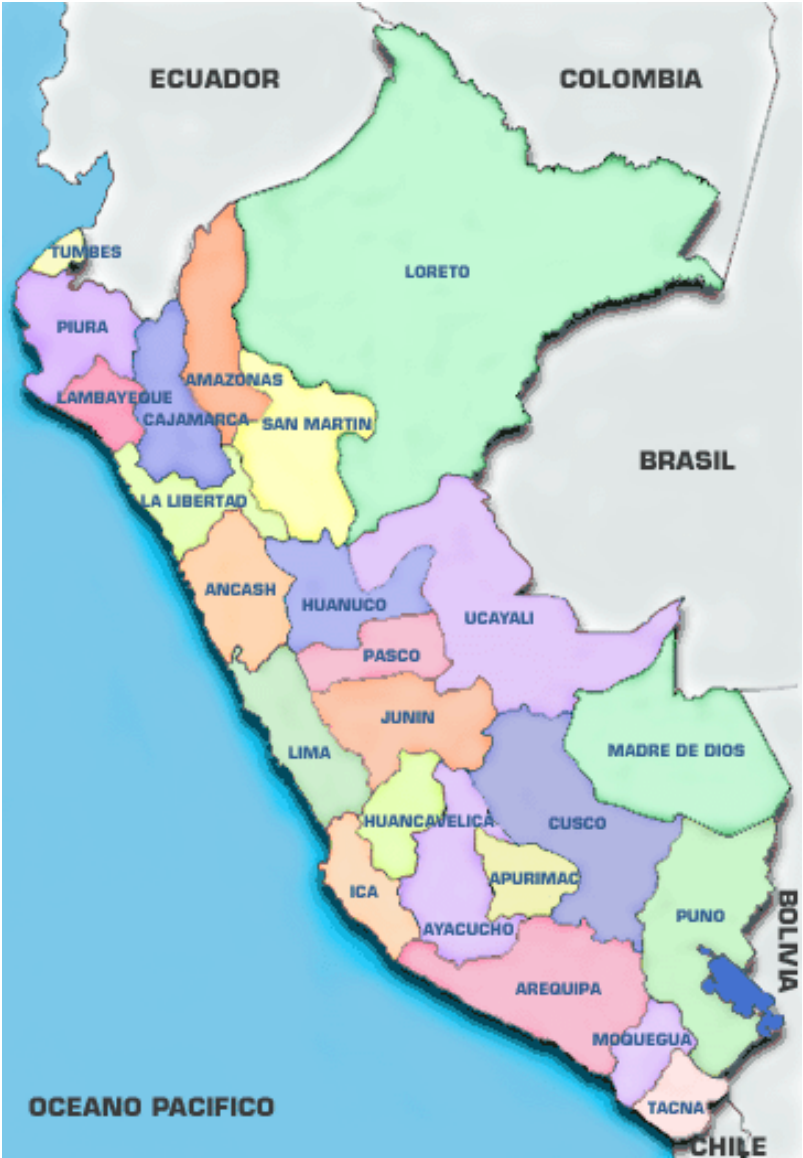 ECUADOR
COLOMBIA
TUMBES
LORETO
PIURA
AMAZONAS
LAMBAYEQUE
CAJAMARCA
SAN MARTIN
BRASIL
LA LIBERTAD
ANCASH
HUANUCO
UCAYALI
PASCO
JUNIN
LIMA
MADRE DE DIOS
HUANCAVELICA
CUSCO
APURIMAC
ICA
PUNO
AYACUCHO
BOLIVIA
AREQUIPA
MOQUEGUA
OCEANO PACIFICO
TACNA
CHILE